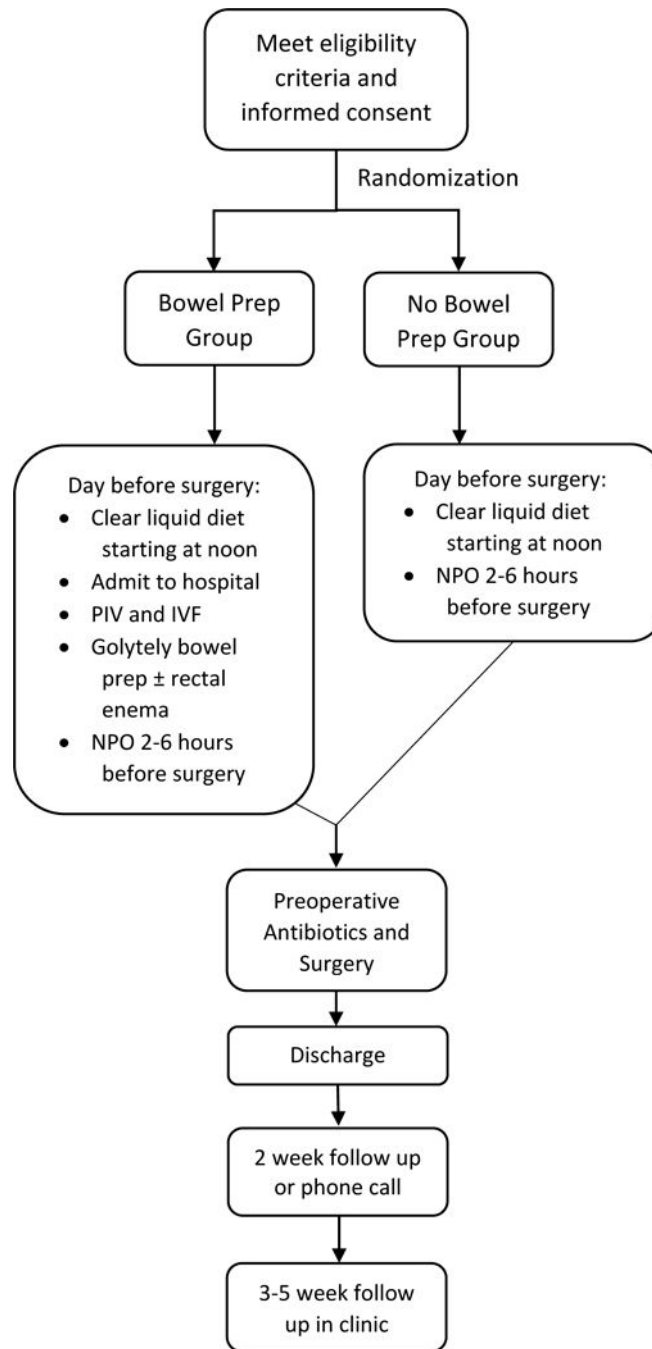 Meet eligibility
criteria and
informed consent
Randomization
Bowel Prep
Group
No Bowel
Prep Group
Day before surgery:
• Clear liquid diet
starting at noon
• Admit to hospital
• PIV and IVF
• Golytely bowel
prep ± rectal
enema
• NPO 2-6 hours
before surgery
Day before surgery:
• Clear liquid diet
starting at noon
• NPO 2-6 hours
before surgery
Preoperative
Antibiotics and
Surgery
Discharge
2 week follow up
or phone call
3-5 week follow
up in clinic